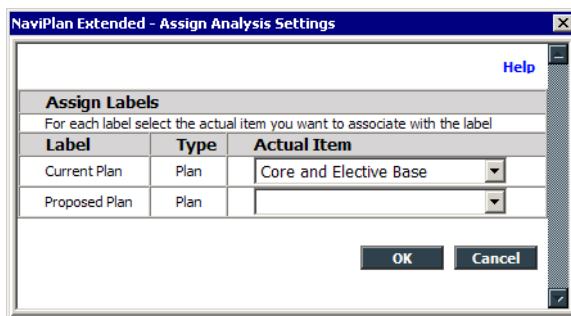 NaviPlan Extended - Assign Analysis Settings
Help
Assign Labels
For each label select the actual item you want to associate with the label
Label Type Actual Item
Current Plan Plan Core and Elective Base
Proposed Plan Plan
OK Cancel